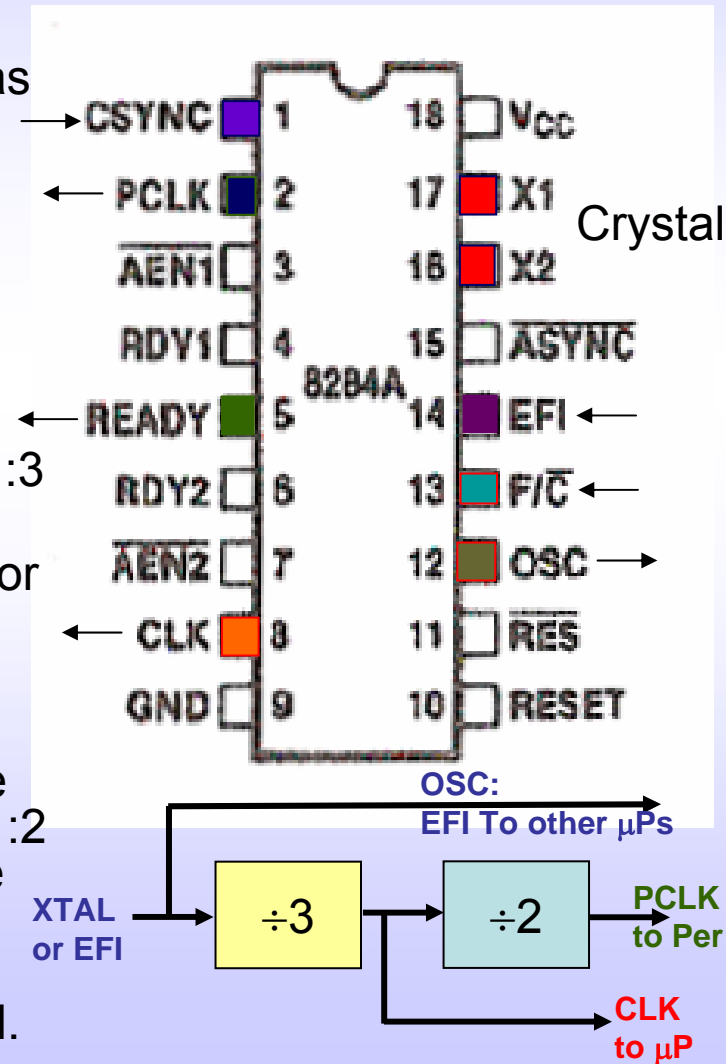 as
CSYNC 1 18 VCC
PCLK 2 17 X1
Crystal
AEN1 3 16 X2
RDY1 4 15 ASYNC
8284A
READY 5 14 EFI
:3
RDY2 6 13 F/C
AEN2 7 12 OSC
or
CLK 8 11 RES
GND 9 10 RESET
e
:2
e
l.
OSC:
EFI To other μPs
XTAL
or EFI
÷3
÷2
PCLK
to Per
CLK
to μP